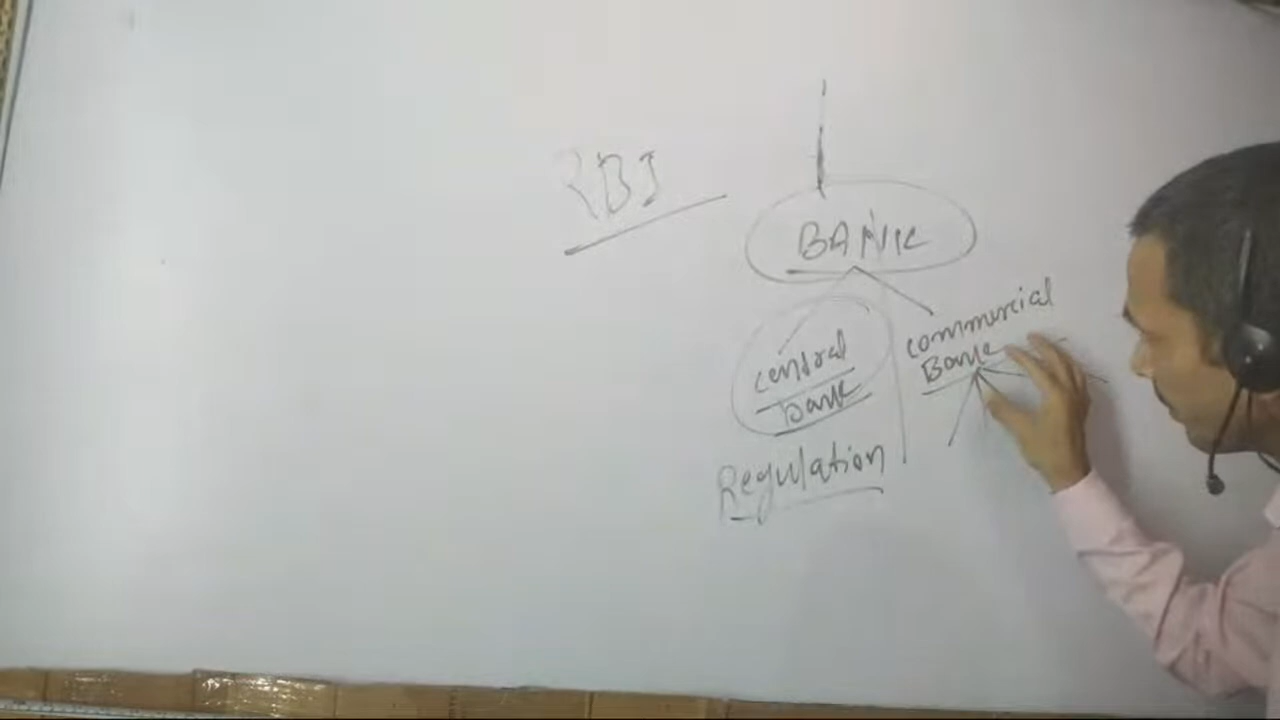 RBI
BANK
central
bank
commercial
Bank
Regulation